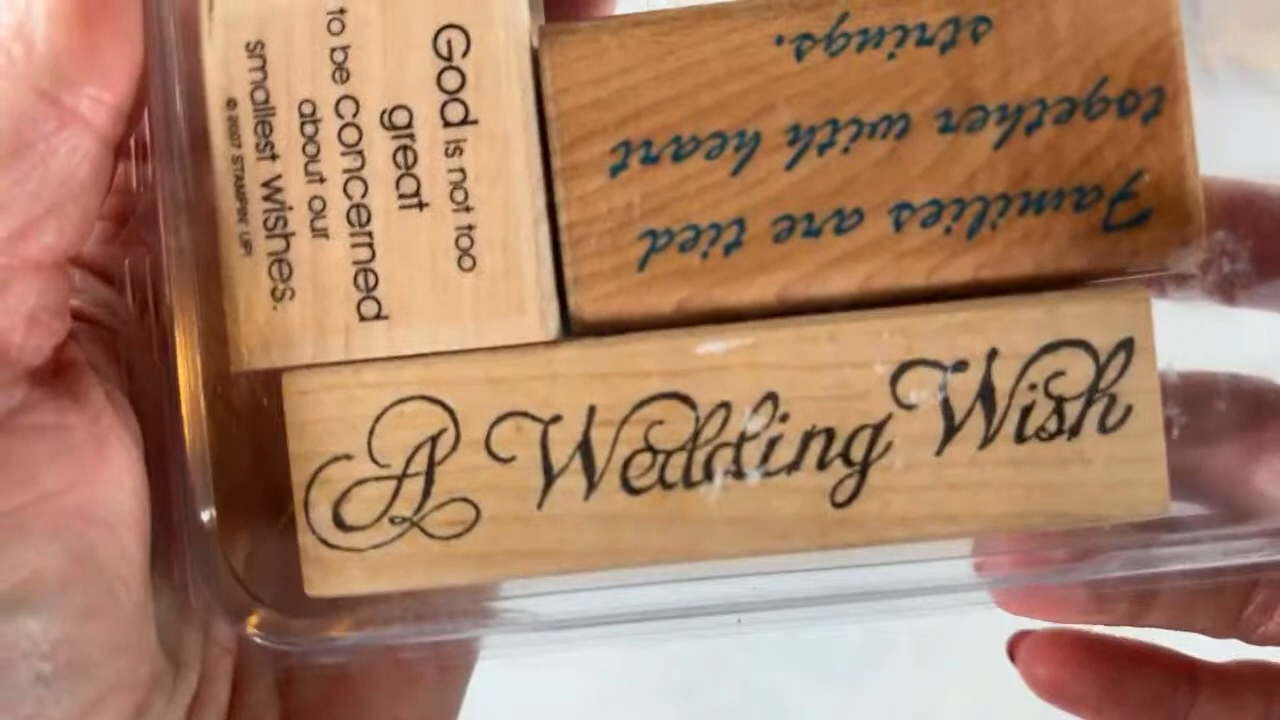 God is not too
great
to be concerned
about our
smallest wishes.
© 2007 STAMPIN' UP!
Families are tied
together with heart
strings.
A Wedding Wish